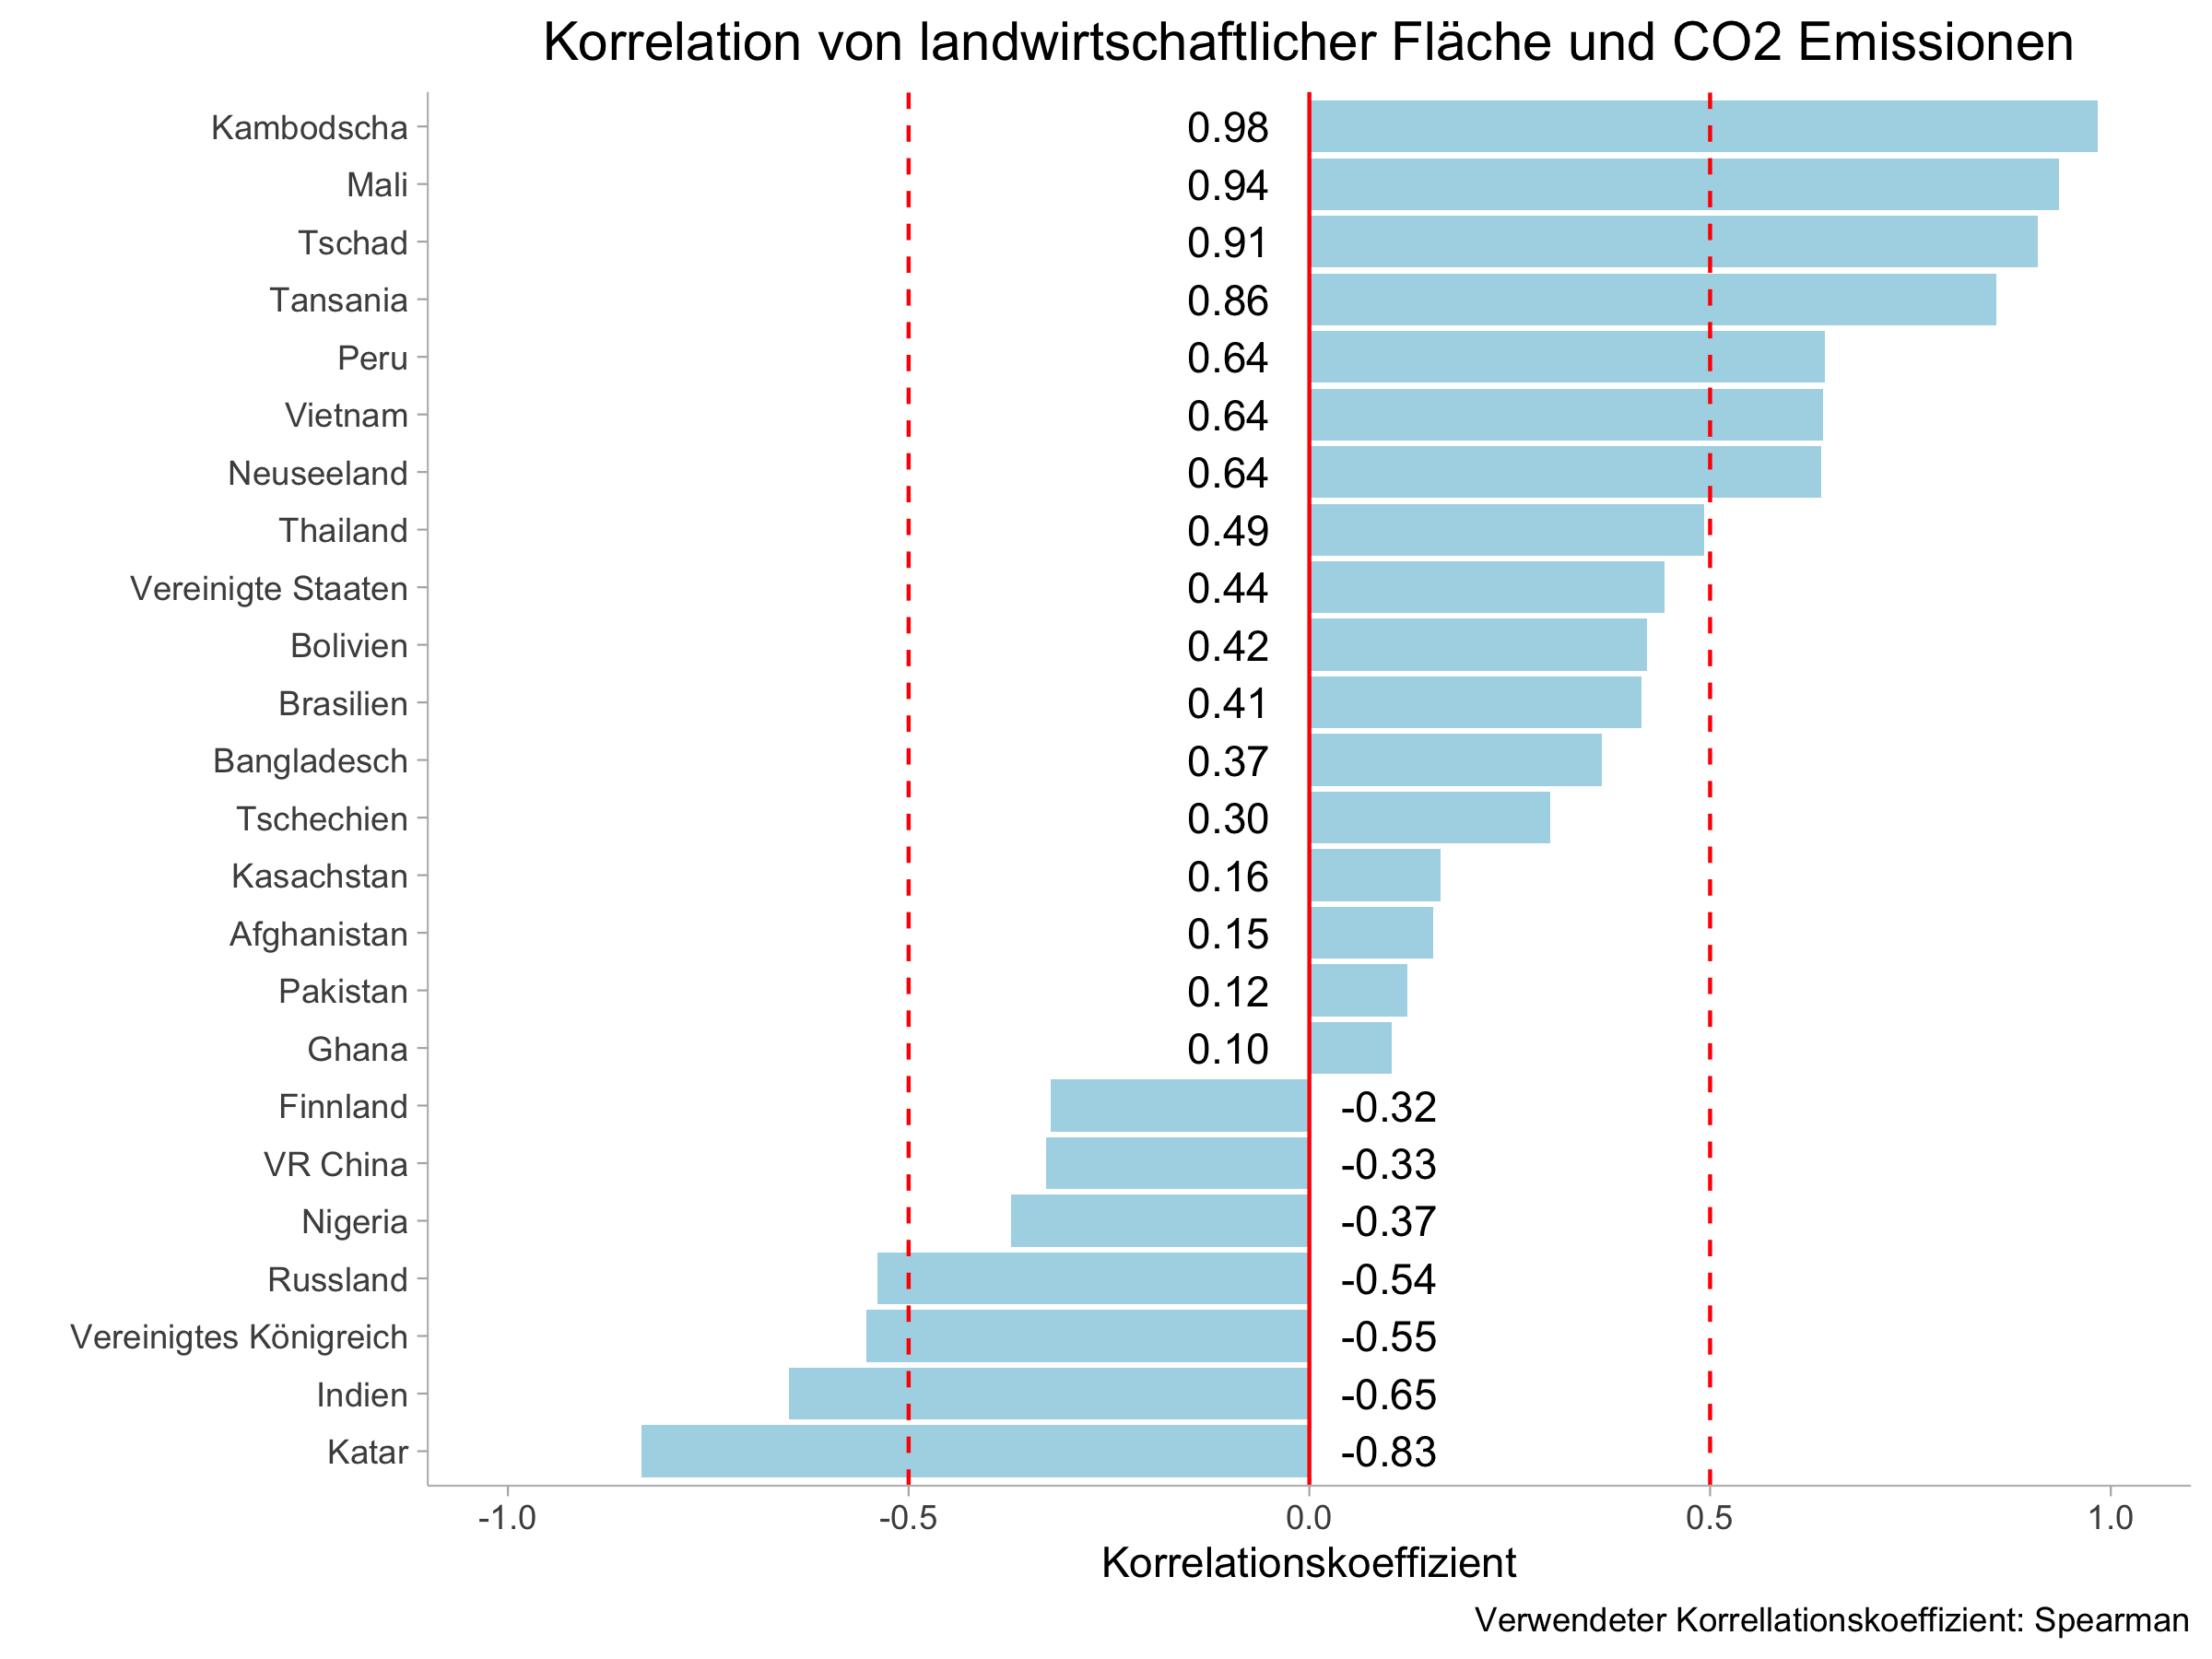 Korrelation von landwirtschaftlicher Fläche und CO2 Emissionen
Kambodscha 0.98
Mali 0.94
Tschad 0.91
Tansania 0.86
Peru 0.64
Vietnam 0.64
Neuseeland 0.64
Thailand 0.49
Vereinigte Staaten 0.44
Bolivien 0.42
Brasilien 0.41
Bangladesch 0.37
Tschechien 0.30
Kasachstan 0.16
Afghanistan 0.15
Pakistan 0.12
Ghana 0.10
Finnland -0.32
VR China -0.33
Nigeria -0.37
Russland -0.54
Vereinigtes Königreich -0.55
Indien -0.65
Katar -0.83
-1.0 -0.5 0.0 0.5 1.0
Korrelationskoeffizient
Verwendeter Korrellationskoeffizient: Spearman